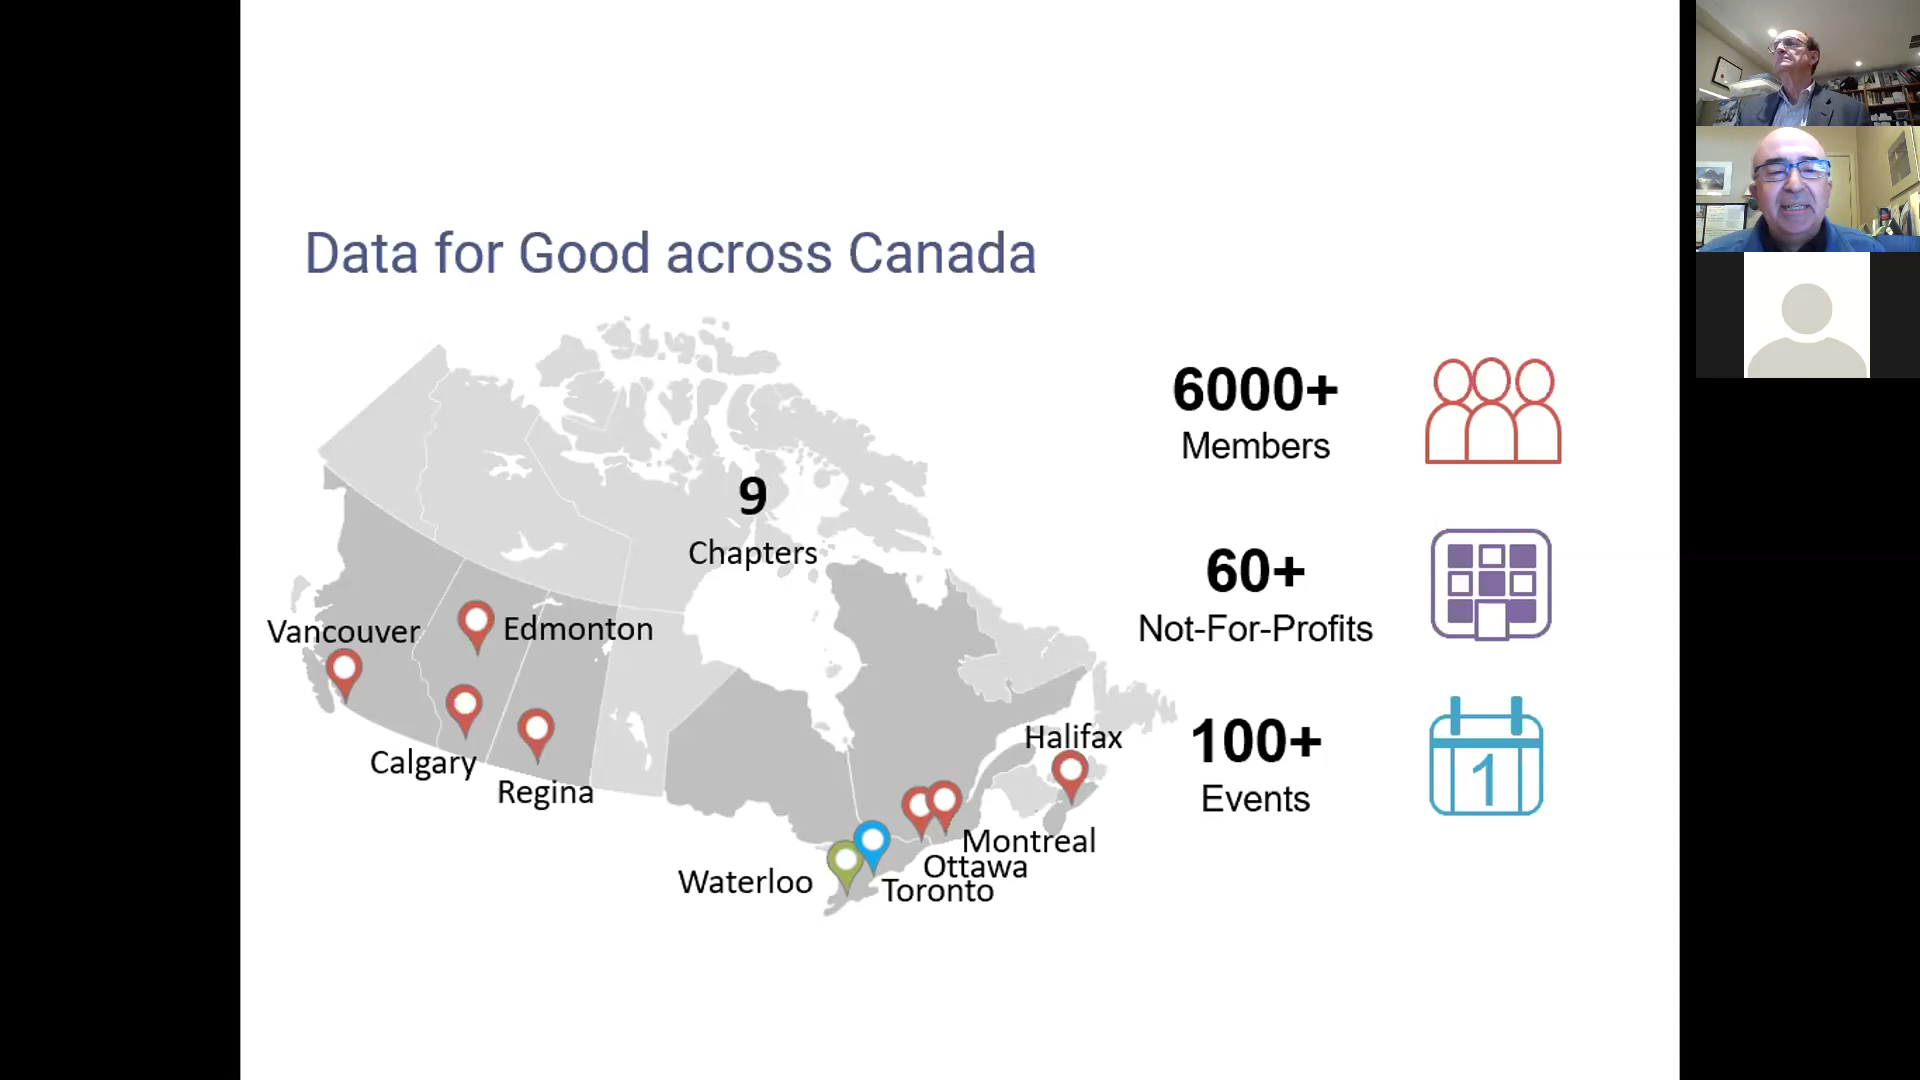 Data for Good across Canada
9
Chapters
Vancouver
Edmonton
Calgary
Regina
Waterloo
Toronto
Ottawa
Montreal
Halifax
6000+
Members
60+
Not-For-Profits
100+
Events
1